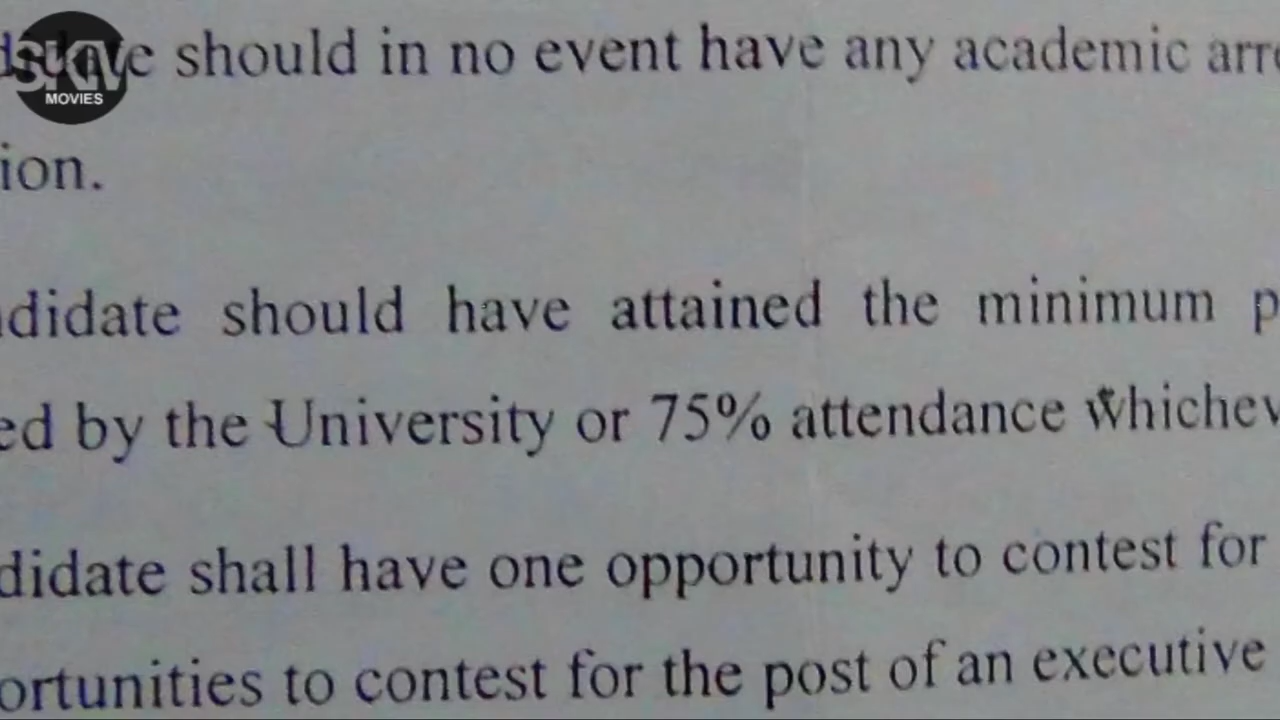 SKW
MOVIES
should in no event have any academic
ion.
didate should have attained the minimum p
ed by the University or 75% attendance whichev
didate shall have one opportunity to contest for
ortunities to contest for the post of an executive